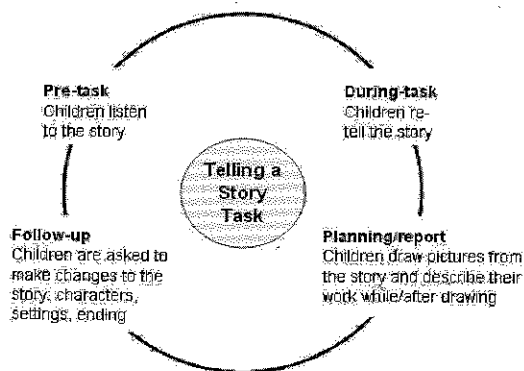 Pre-task
Children listen
to the story
During-task
Children re-
tell the story
Telling a
Story
Task
Follow-up
Children are asked to
make changes to the
story, characters,
settings, ending
Planning/report
Children draw pictures from
the story and describe their
work while/after drawing